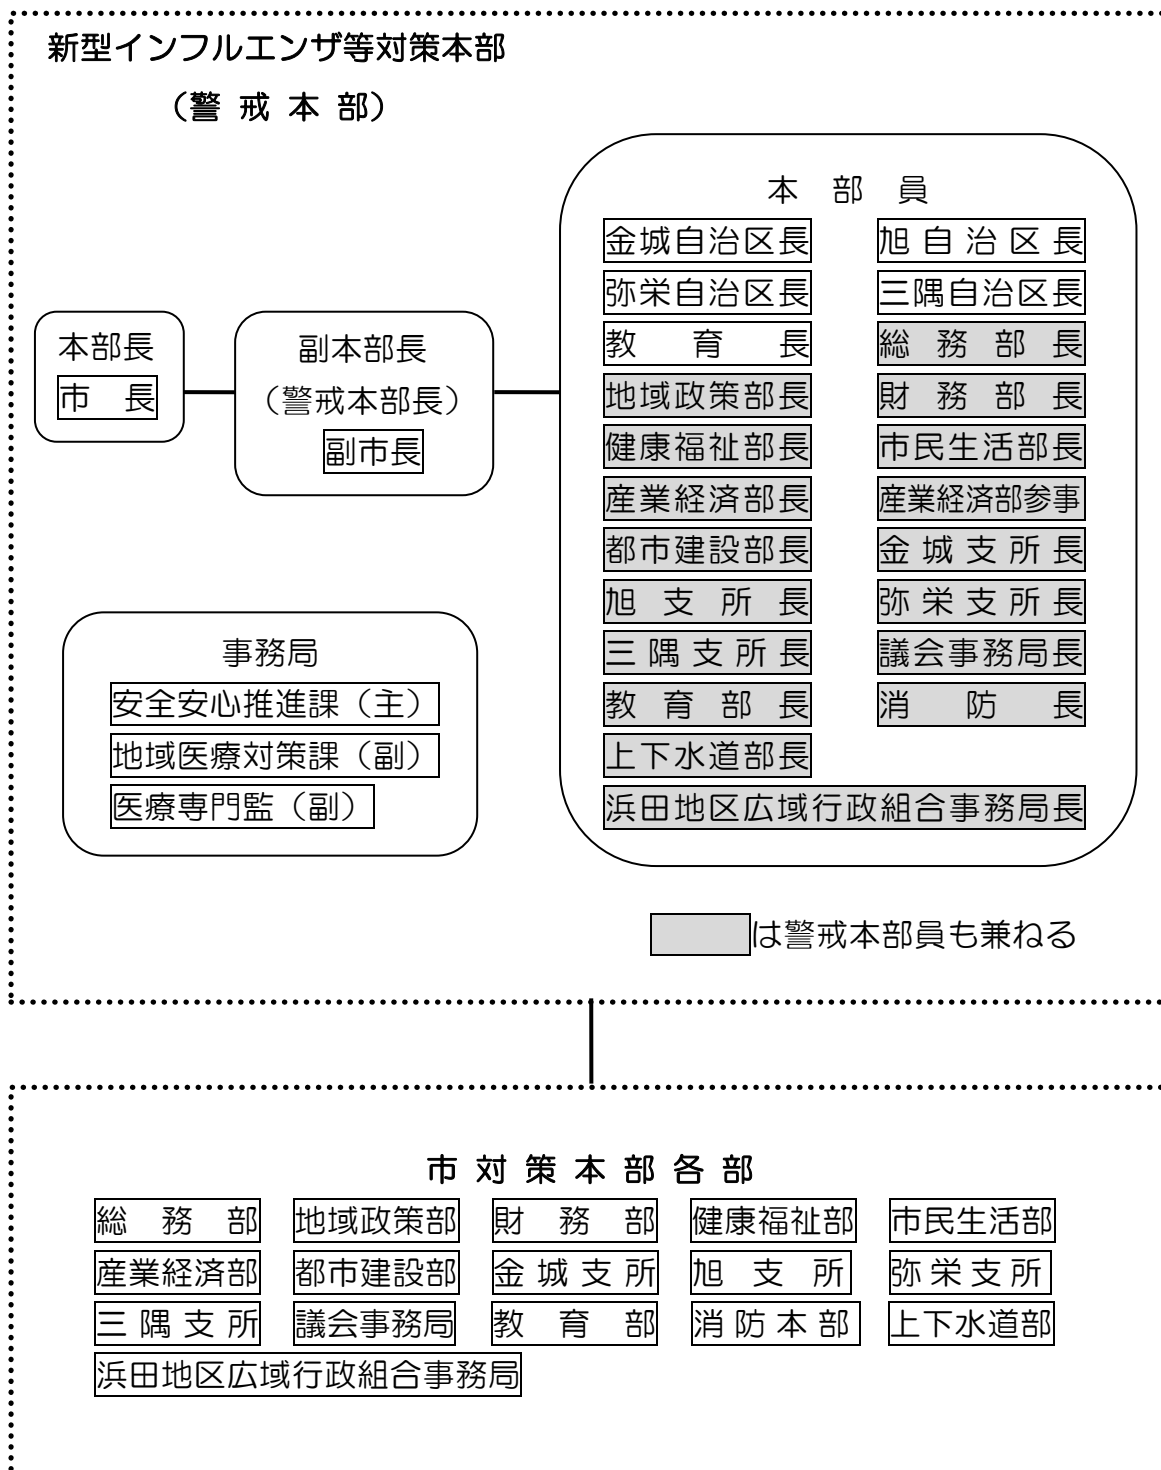 新型インフルエンザ等対策本部
（警 戒 本 部）
本部長
市 長
副本部長
（警戒本部長）
副市長
本 部 員
金城自治区長 旭自治区長
弥栄自治区長 三隅自治区長
教 育 長 総 務 部 長
地域政策部長 財 務 部 長
健康福祉部長 市民生活部長
産業経済部長 産業経済部参事
都市建設部長 金城支所長
旭 支 所 長 弥栄支所長
三隅支所長 議会事務局長
教 育 部 長 消 防 長
上下水道部長
浜田地区広域行政組合事務局長
事務局
安全安心推進課（主）
地域医療対策課（副）
医療専門監（副）
は警戒本部員も兼ねる
市 対 策 本 部 各 部
総 務 部 地域政策部 財 務 部 健康福祉部 市民生活部
産業経済部 都市建設部 金城支所 旭 支 所 弥栄支所
三隅支所 議会事務局 教 育 部 消防本部 上下水道部
浜田地区広域行政組合事務局